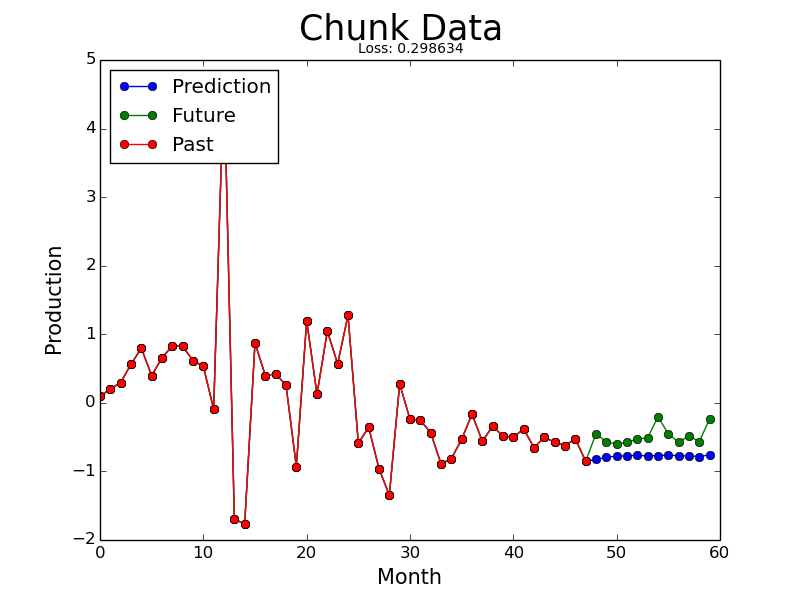 Chunk Data
Loss: 0.298634
Prediction
Future
Past
Production
5
4
3
2
1
0
−1
−2
0 10 20 30 40 50 60
Month